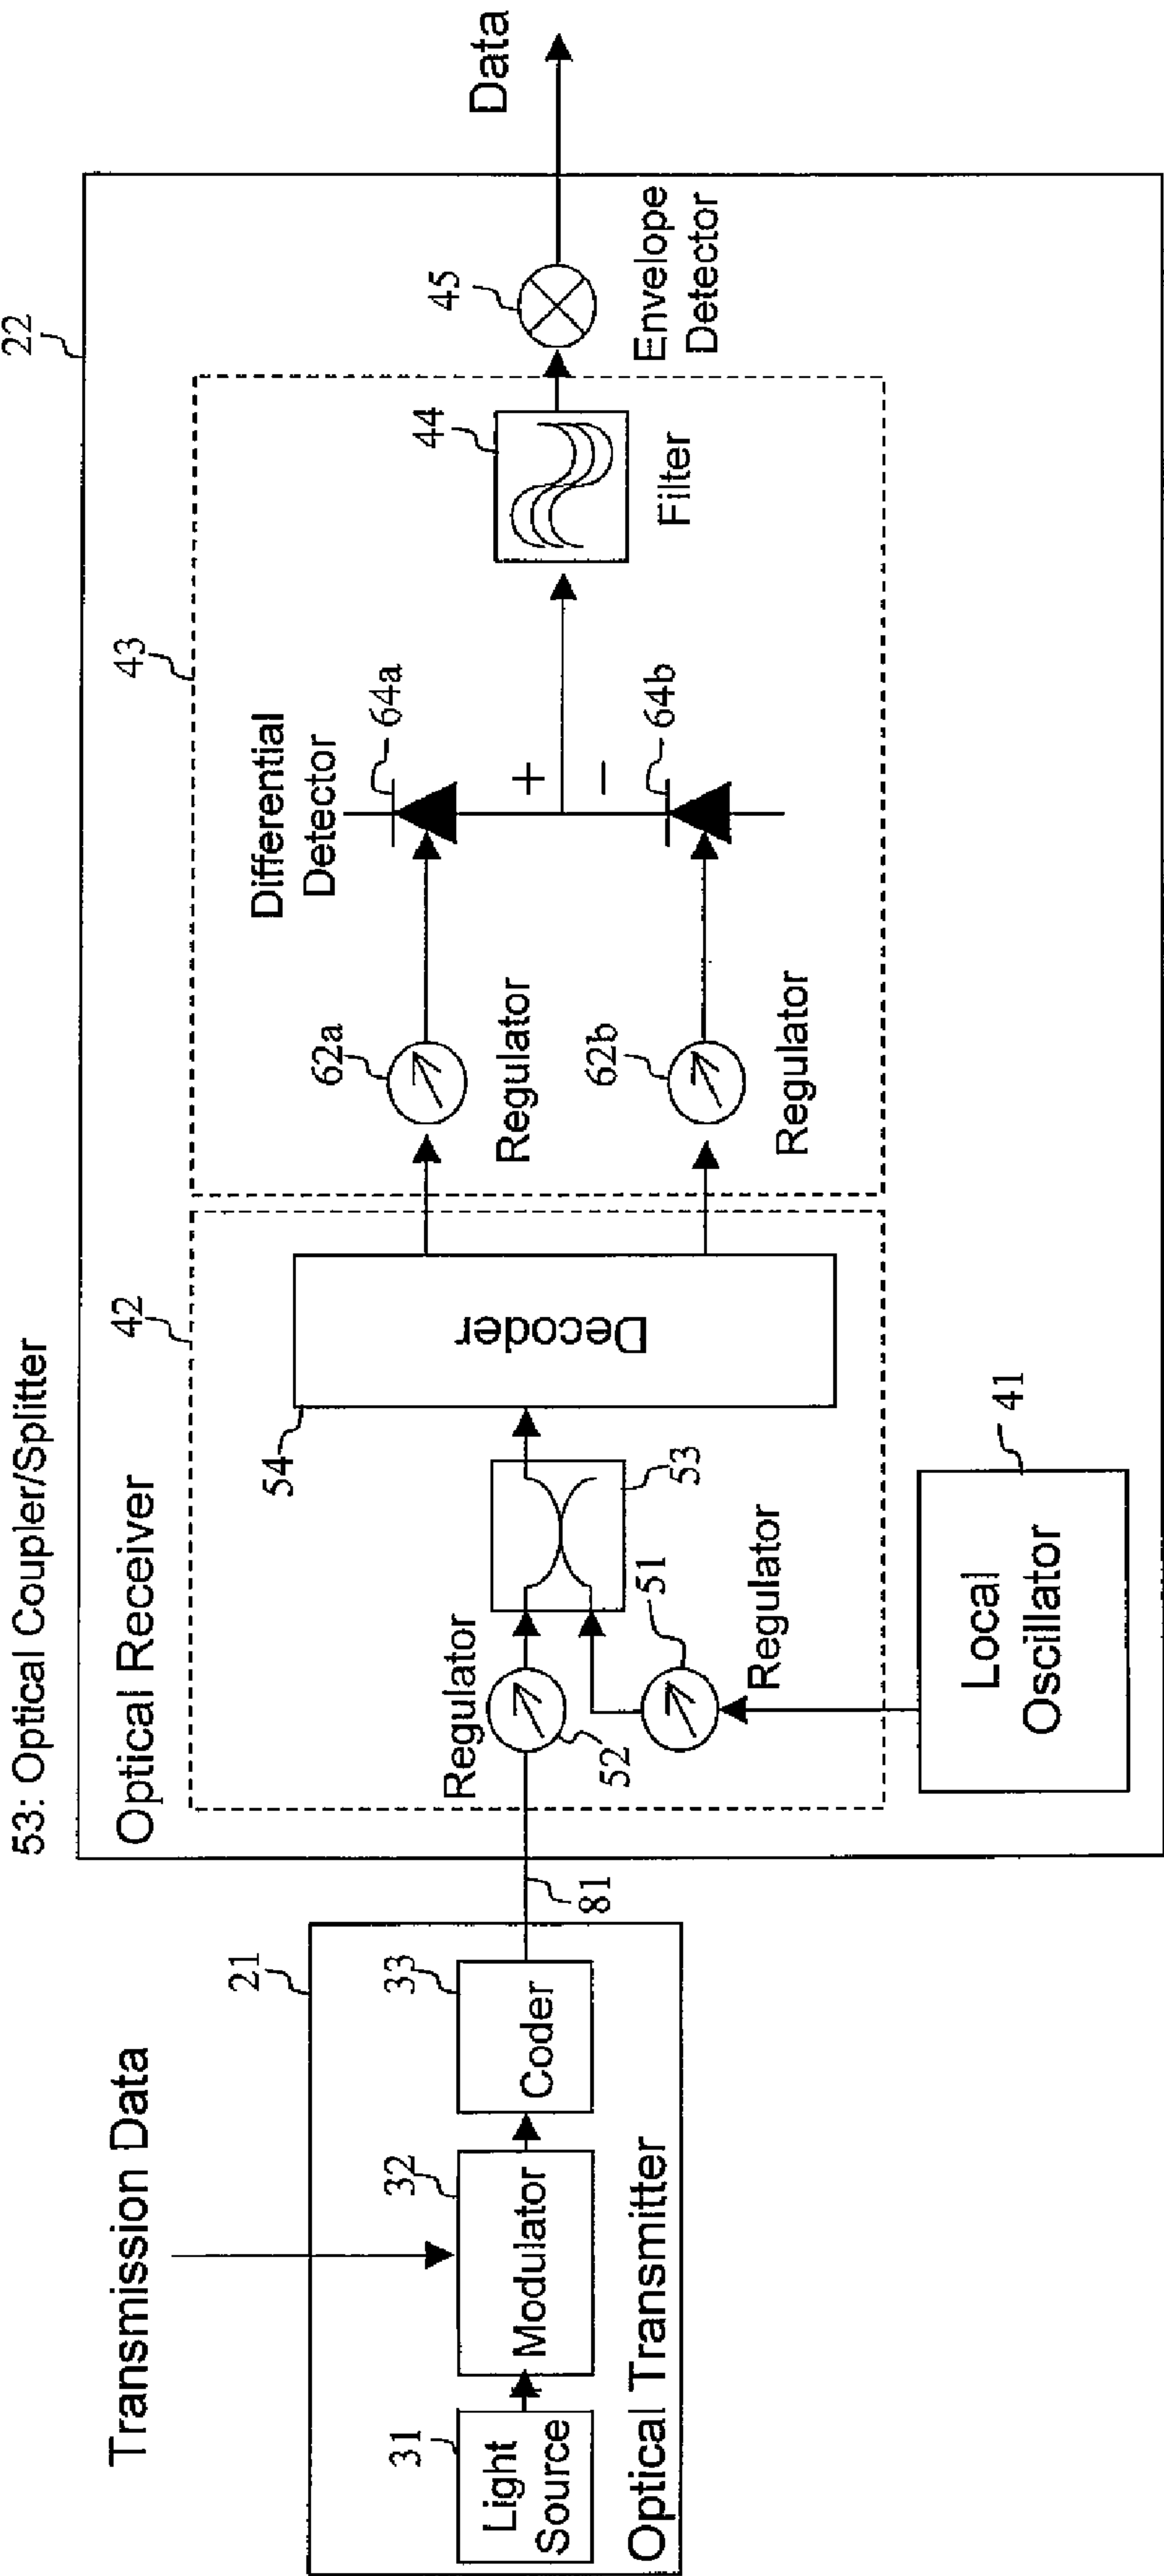 53: Optical Coupler/Splitter
Transmission Data
21
31
Light
Source
32
Modulator
33
Coder
Optical Transmitter
81
22
Optical Receiver
42
Regulator
52
51
Regulator
53
54
Decoder
Local
Oscillator
41
43
62a
Regulator
62b
Regulator
Differential
Detector
64a
+
−
64b
44
Filter
45
Envelope
Detector
Data